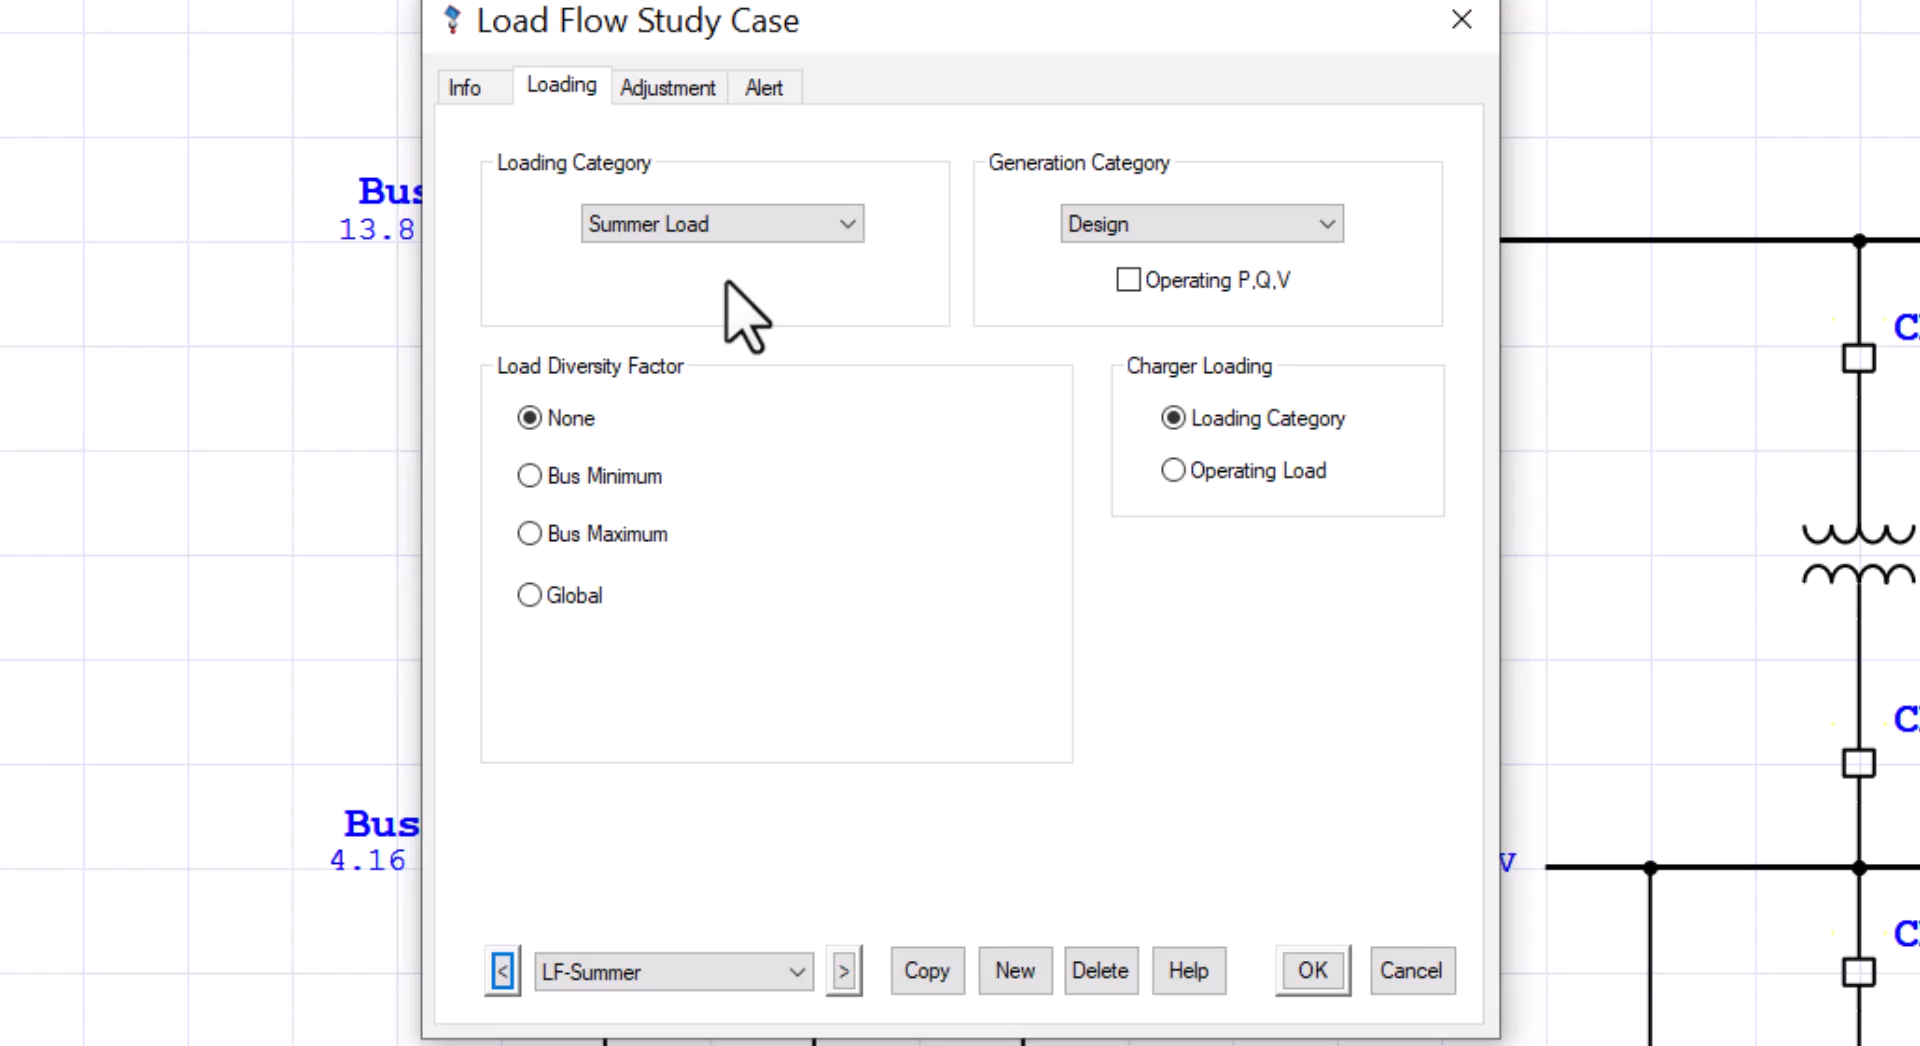 Load Flow Study Case
Info Loading Adjustment Alert
Loading Category
Summer Load
Generation Category
Design
Operating P,Q,V
Load Diversity Factor
None
Bus Minimum
Bus Maximum
Global
Charger Loading
Loading Category
Operating Load
< LF-Summer > Copy New Delete Help OK Cancel
Bus
13.8
Bus
4.16
V
C
C
C